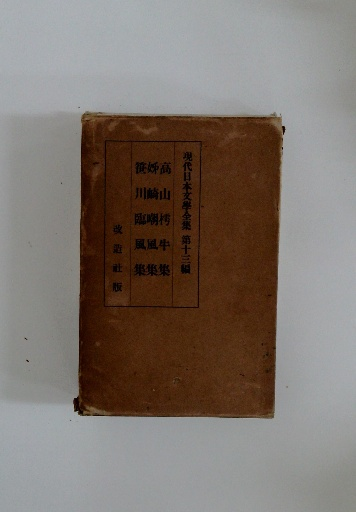 現代日本文學全集 第十三編
高山樗牛集
姉崎嘲風集
笹川臨風集
改造社版